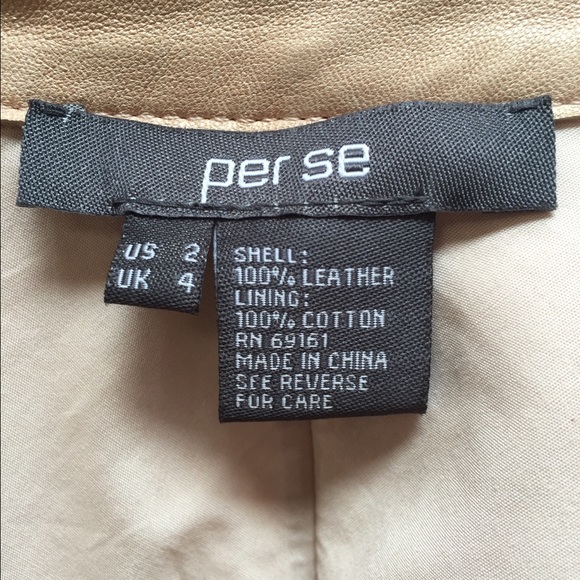 per se
US 2
UK 4
SHELL:
100% LEATHER
LINING:
100% COTTON
RN 69161
MADE IN CHINA
SEE REVERSE
FOR CARE